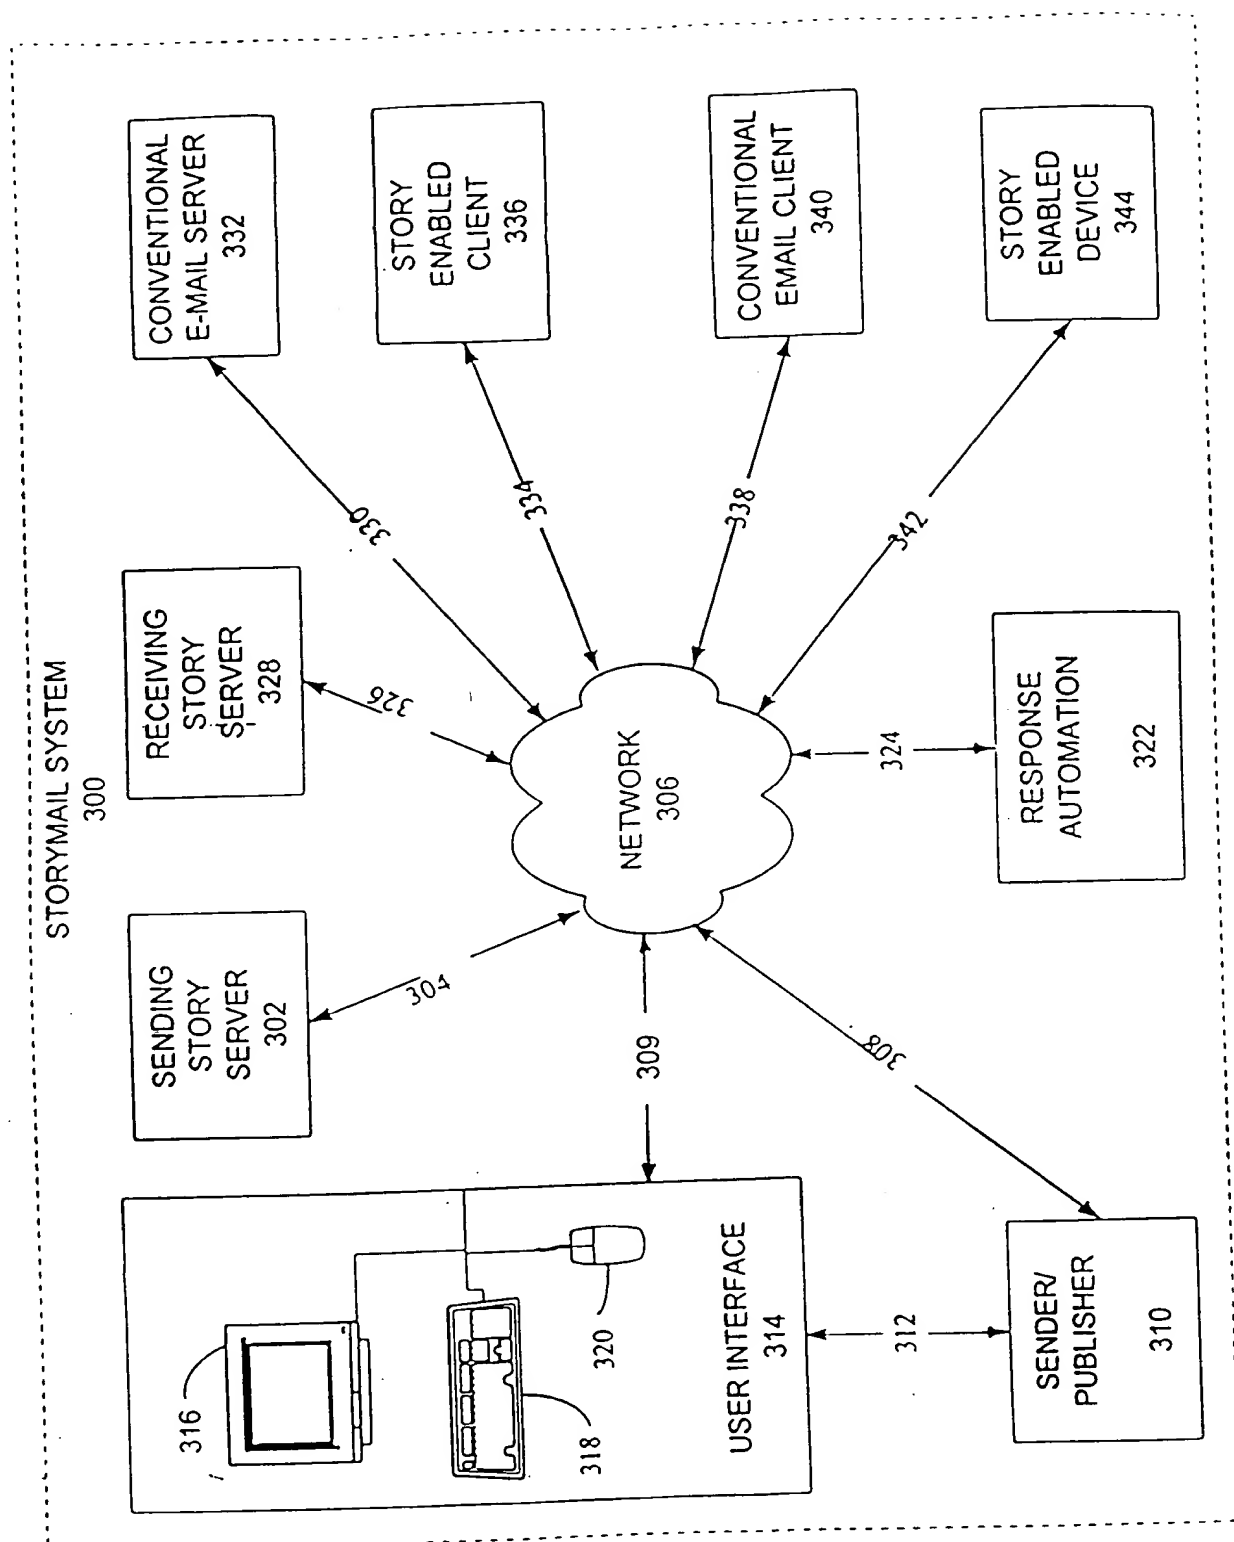 STORYMAIL SYSTEM
300
SENDING
STORY
SERVER
302
RECEIVING
STORY
SERVER
328
CONVENTIONAL
E-MAIL SERVER
332
STORY
ENABLED
CLIENT
336
CONVENTIONAL
EMAIL CLIENT
340
STORY
ENABLED
DEVICE
344
304
326
330
334
338
342
NETWORK
306
309
308
324
RESPONSE
AUTOMATION
322
316
318
320
USER INTERFACE
314
312
SENDER/
PUBLISHER
310